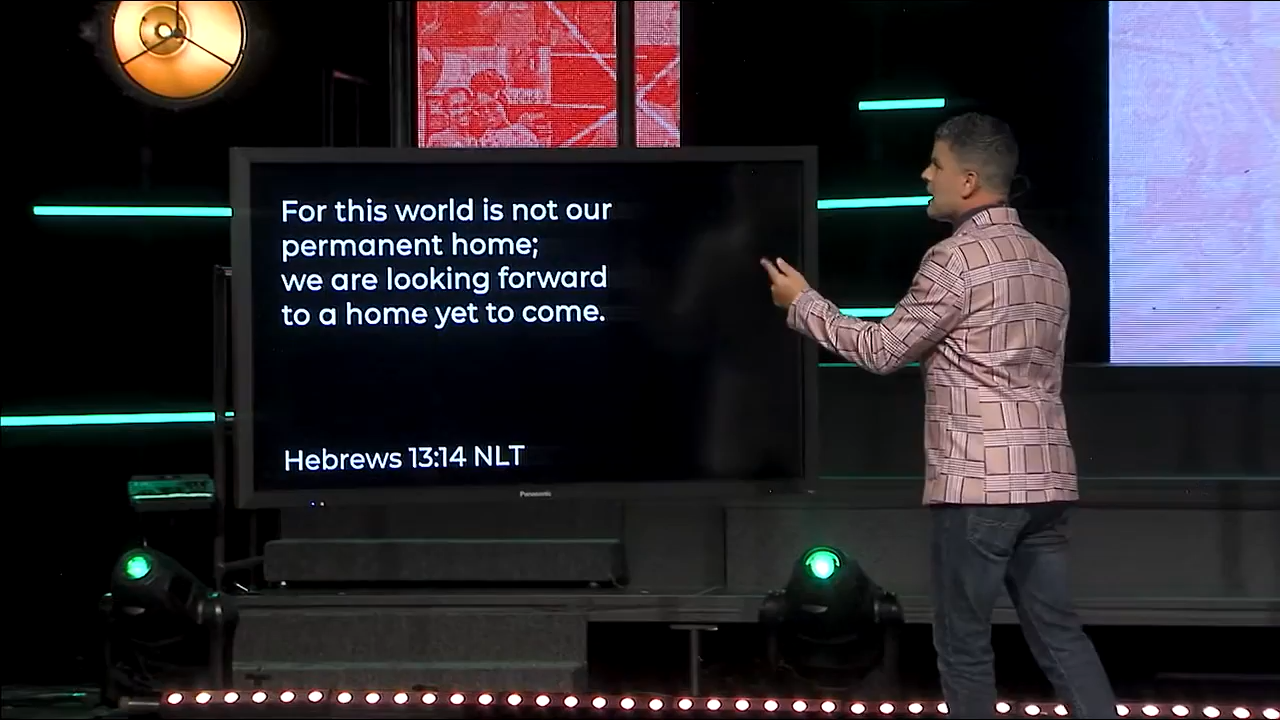 For this world is not our
permanent home;
we are looking forward
to a home yet to come.
Hebrews 13:14 NLT
Panasonic